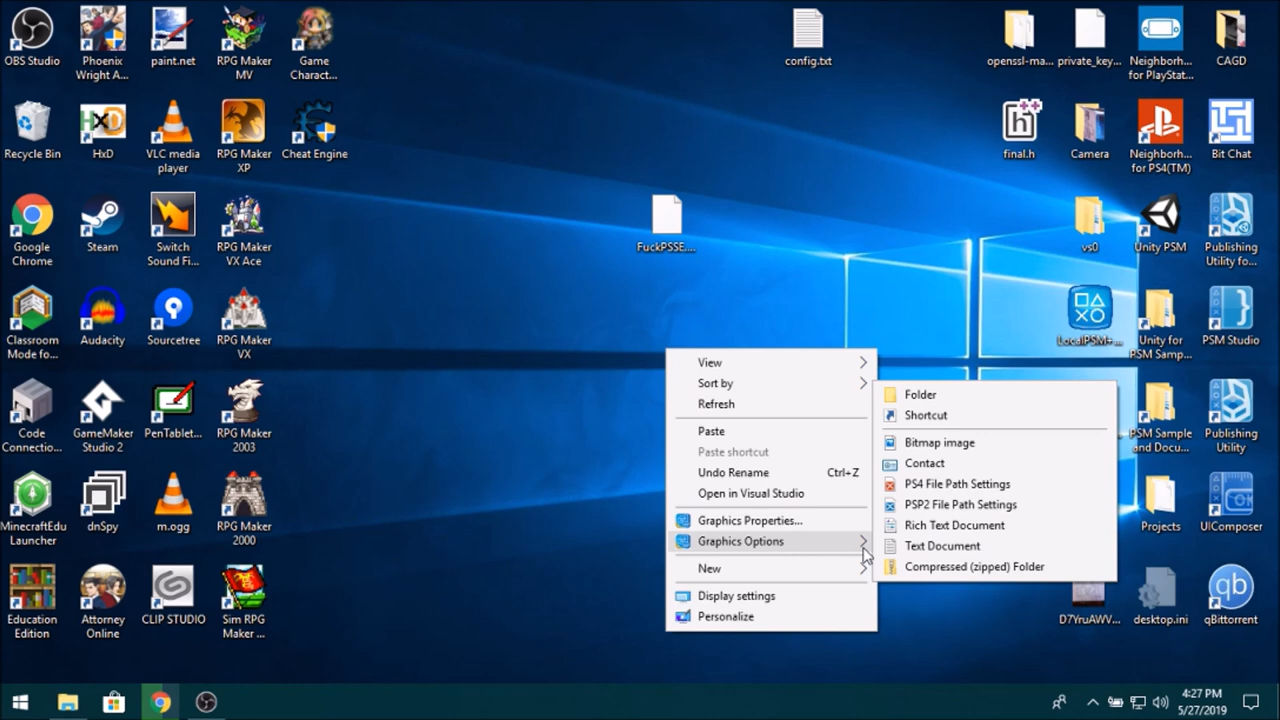 OBS Studio
Phoenix
Wright A...
paint.net
RPG Maker
MV
Game
Charact...
config.txt
openssl-ma...
private_key...
Neighborh...
for PlayStat...
CAGD
Recycle Bin
HxD
HxD
VLC media
player
RPG Maker
XP
Cheat Engine
h++
final.h
Camera
Neighborh...
for PS4(TM)
Bit Chat
Google
Chrome
Steam
Switch
Sound Fi...
RPG Maker
VX Ace
FuckPSSE....
vs0
Unity PSM
Publishing
Utility fo...
Classroom
Mode fo...
Audacity
Sourcetree
RPG Maker
VX
LocalPSM+...
Unity for
PSM Samp...
PSM Studio
Code
Connectio...
GameMaker
Studio 2
PenTablet...
RPG Maker
2003
PSM Sample
and Docu...
Publishing
Utility
MinecraftEdu
Launcher
dnSpy
m.ogg
RPG Maker
2000
Projects
UIComposer
Education
Edition
Attorney
Online
CLIP STUDIO
Sim RPG
Maker ...
D7YruAWV...
desktop.ini
qb
qBittorrent
View
Sort by
Refresh
Paste
Paste shortcut
Undo Rename Ctrl+Z
Open in Visual Studio
Graphics Properties...
Graphics Options
New
Display settings
Personalize
Folder
Shortcut
Bitmap image
Contact
PS4 File Path Settings
PSP2 File Path Settings
Rich Text Document
Text Document
Compressed (zipped) Folder
4:27 PM
5/27/2019